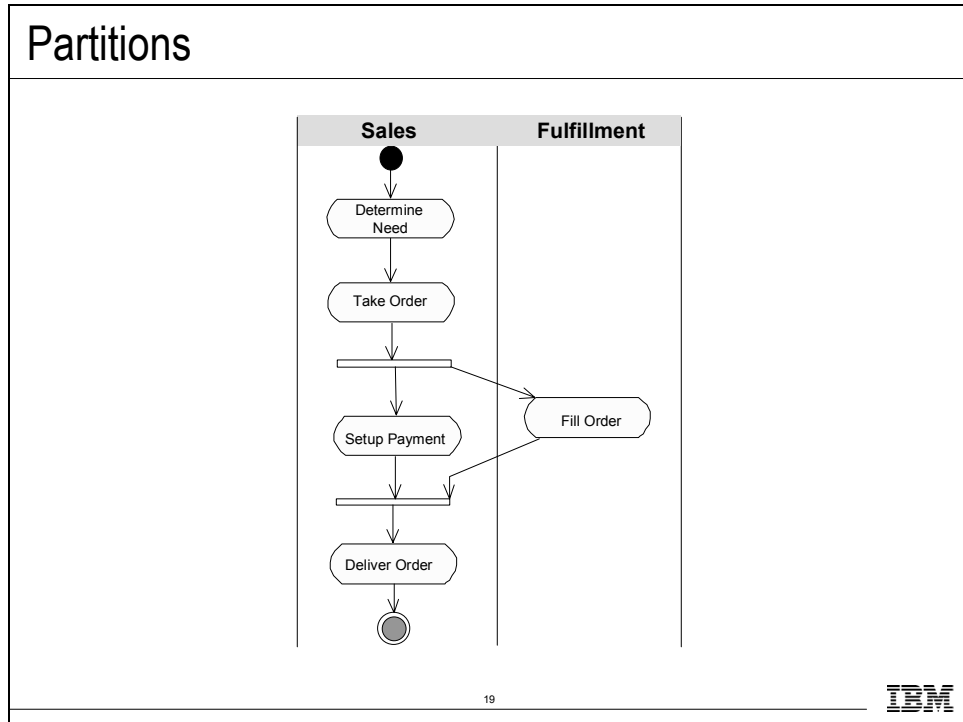 Partitions
Sales Fulfillment
Determine
Need
Take Order
Fill Order
Setup Payment
Deliver Order
19
IBM